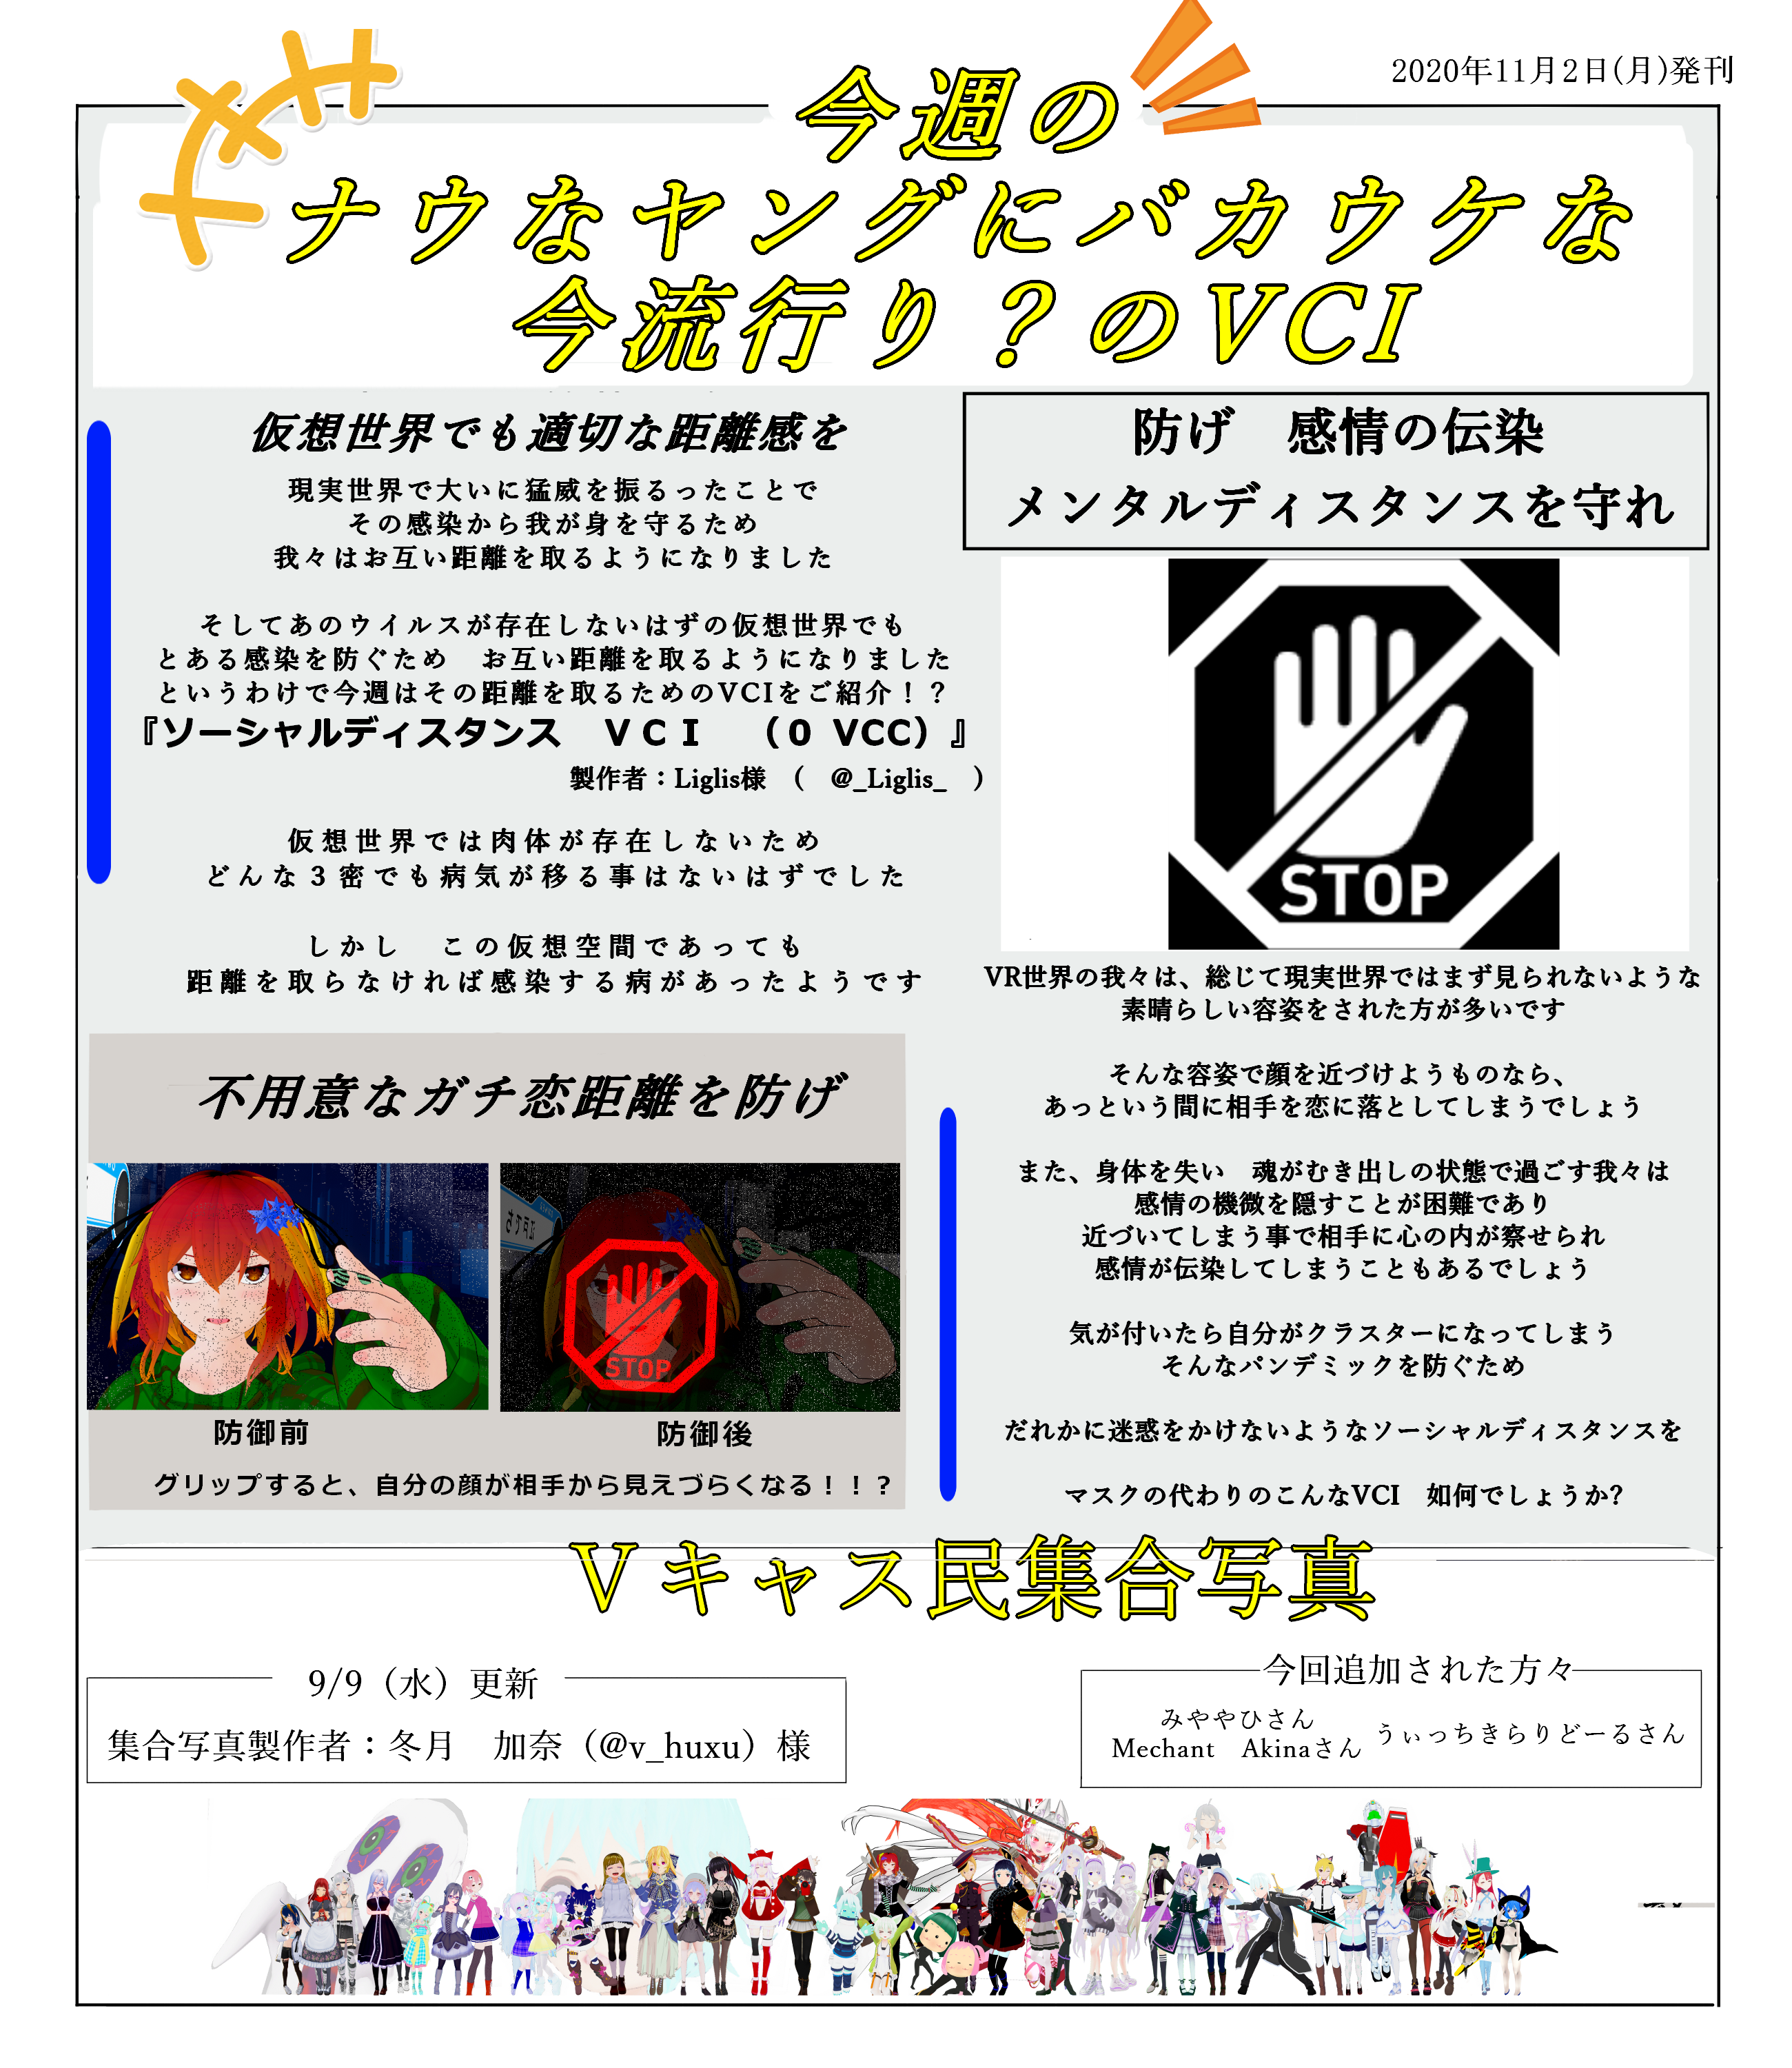 2020年11月2日(月)発刊
今週の
ナウなヤングにバカウケな
今流行り？のVCI
仮想世界でも適切な距離感を
現実世界で大いに猛威を振るったことで
その感染から我が身を守るため
我々はお互い距離を取るようになりました
そしてあのウイルスが存在しないはずの仮想世界でも
とある感染を防ぐため　お互い距離を取るようになりました
というわけで今週はその距離を取るためのVCIをご紹介！？
『ソーシャルディスタンス　ＶＣＩ　（0 VCC）』
製作者：Liglis様　(　@_Liglis_　)
仮想世界では肉体が存在しないため
どんな３密でも病気が移る事はないはずでした
しかし　この仮想空間であっても
距離を取らなければ感染する病があったようです
不用意なガチ恋距離を防げ
STOP
防御前
防御後
グリップすると、自分の顔が相手から見えづらくなる！！？
防げ　感情の伝染
メンタルディスタンスを守れ
STOP
VR世界の我々は、総じて現実世界ではまず見られないような
素晴らしい容姿をされた方が多いです
そんな容姿で顔を近づけようものなら、
あっという間に相手を恋に落としてしまうでしょう
また、身体を失い　魂がむき出しの状態で過ごす我々は
感情の機微を隠すことが困難であり
近づいてしまう事で相手に心の内が察せられ
感情が伝染してしまうこともあるでしょう
気が付いたら自分がクラスターになってしまう
そんなパンデミックを防ぐため
だれかに迷惑をかけないようなソーシャルディスタンスを
マスクの代わりのこんなVCI　如何でしょうか?
Ｖキャス民集合写真
9/9（水）更新
集合写真製作者：冬月　加奈（@v_huxu）様
今回追加された方々
みややひさん
Mechant　Akinaさん
うぃっちきらりどーるさん